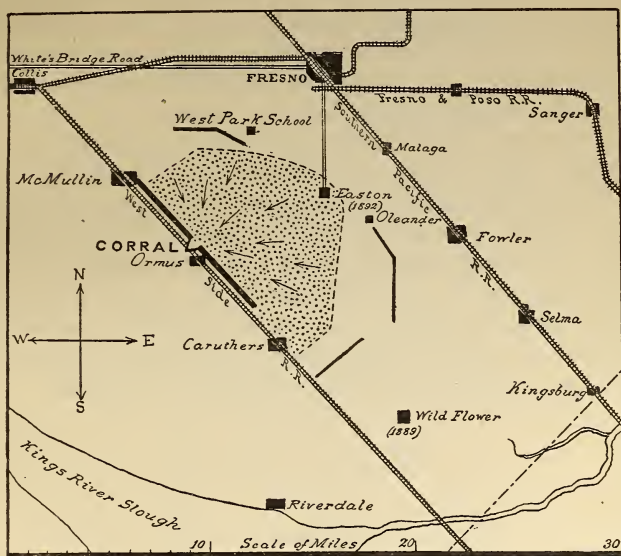 White's Bridge Road
Collis
FRESNO
Fresno & Poso R.R.
Sanger
West Park School
Southern Pacific R.R.
Malaga
McMullin
Easton
(1892)
Oleander
West Side R.R.
CORRAL
Ormus
Fowler
N
W E
S
Selma
Caruthers
Kingsburg
Wild Flower
(1889)
Kings River Slough
Riverdale
10 Scale of Miles 20 30